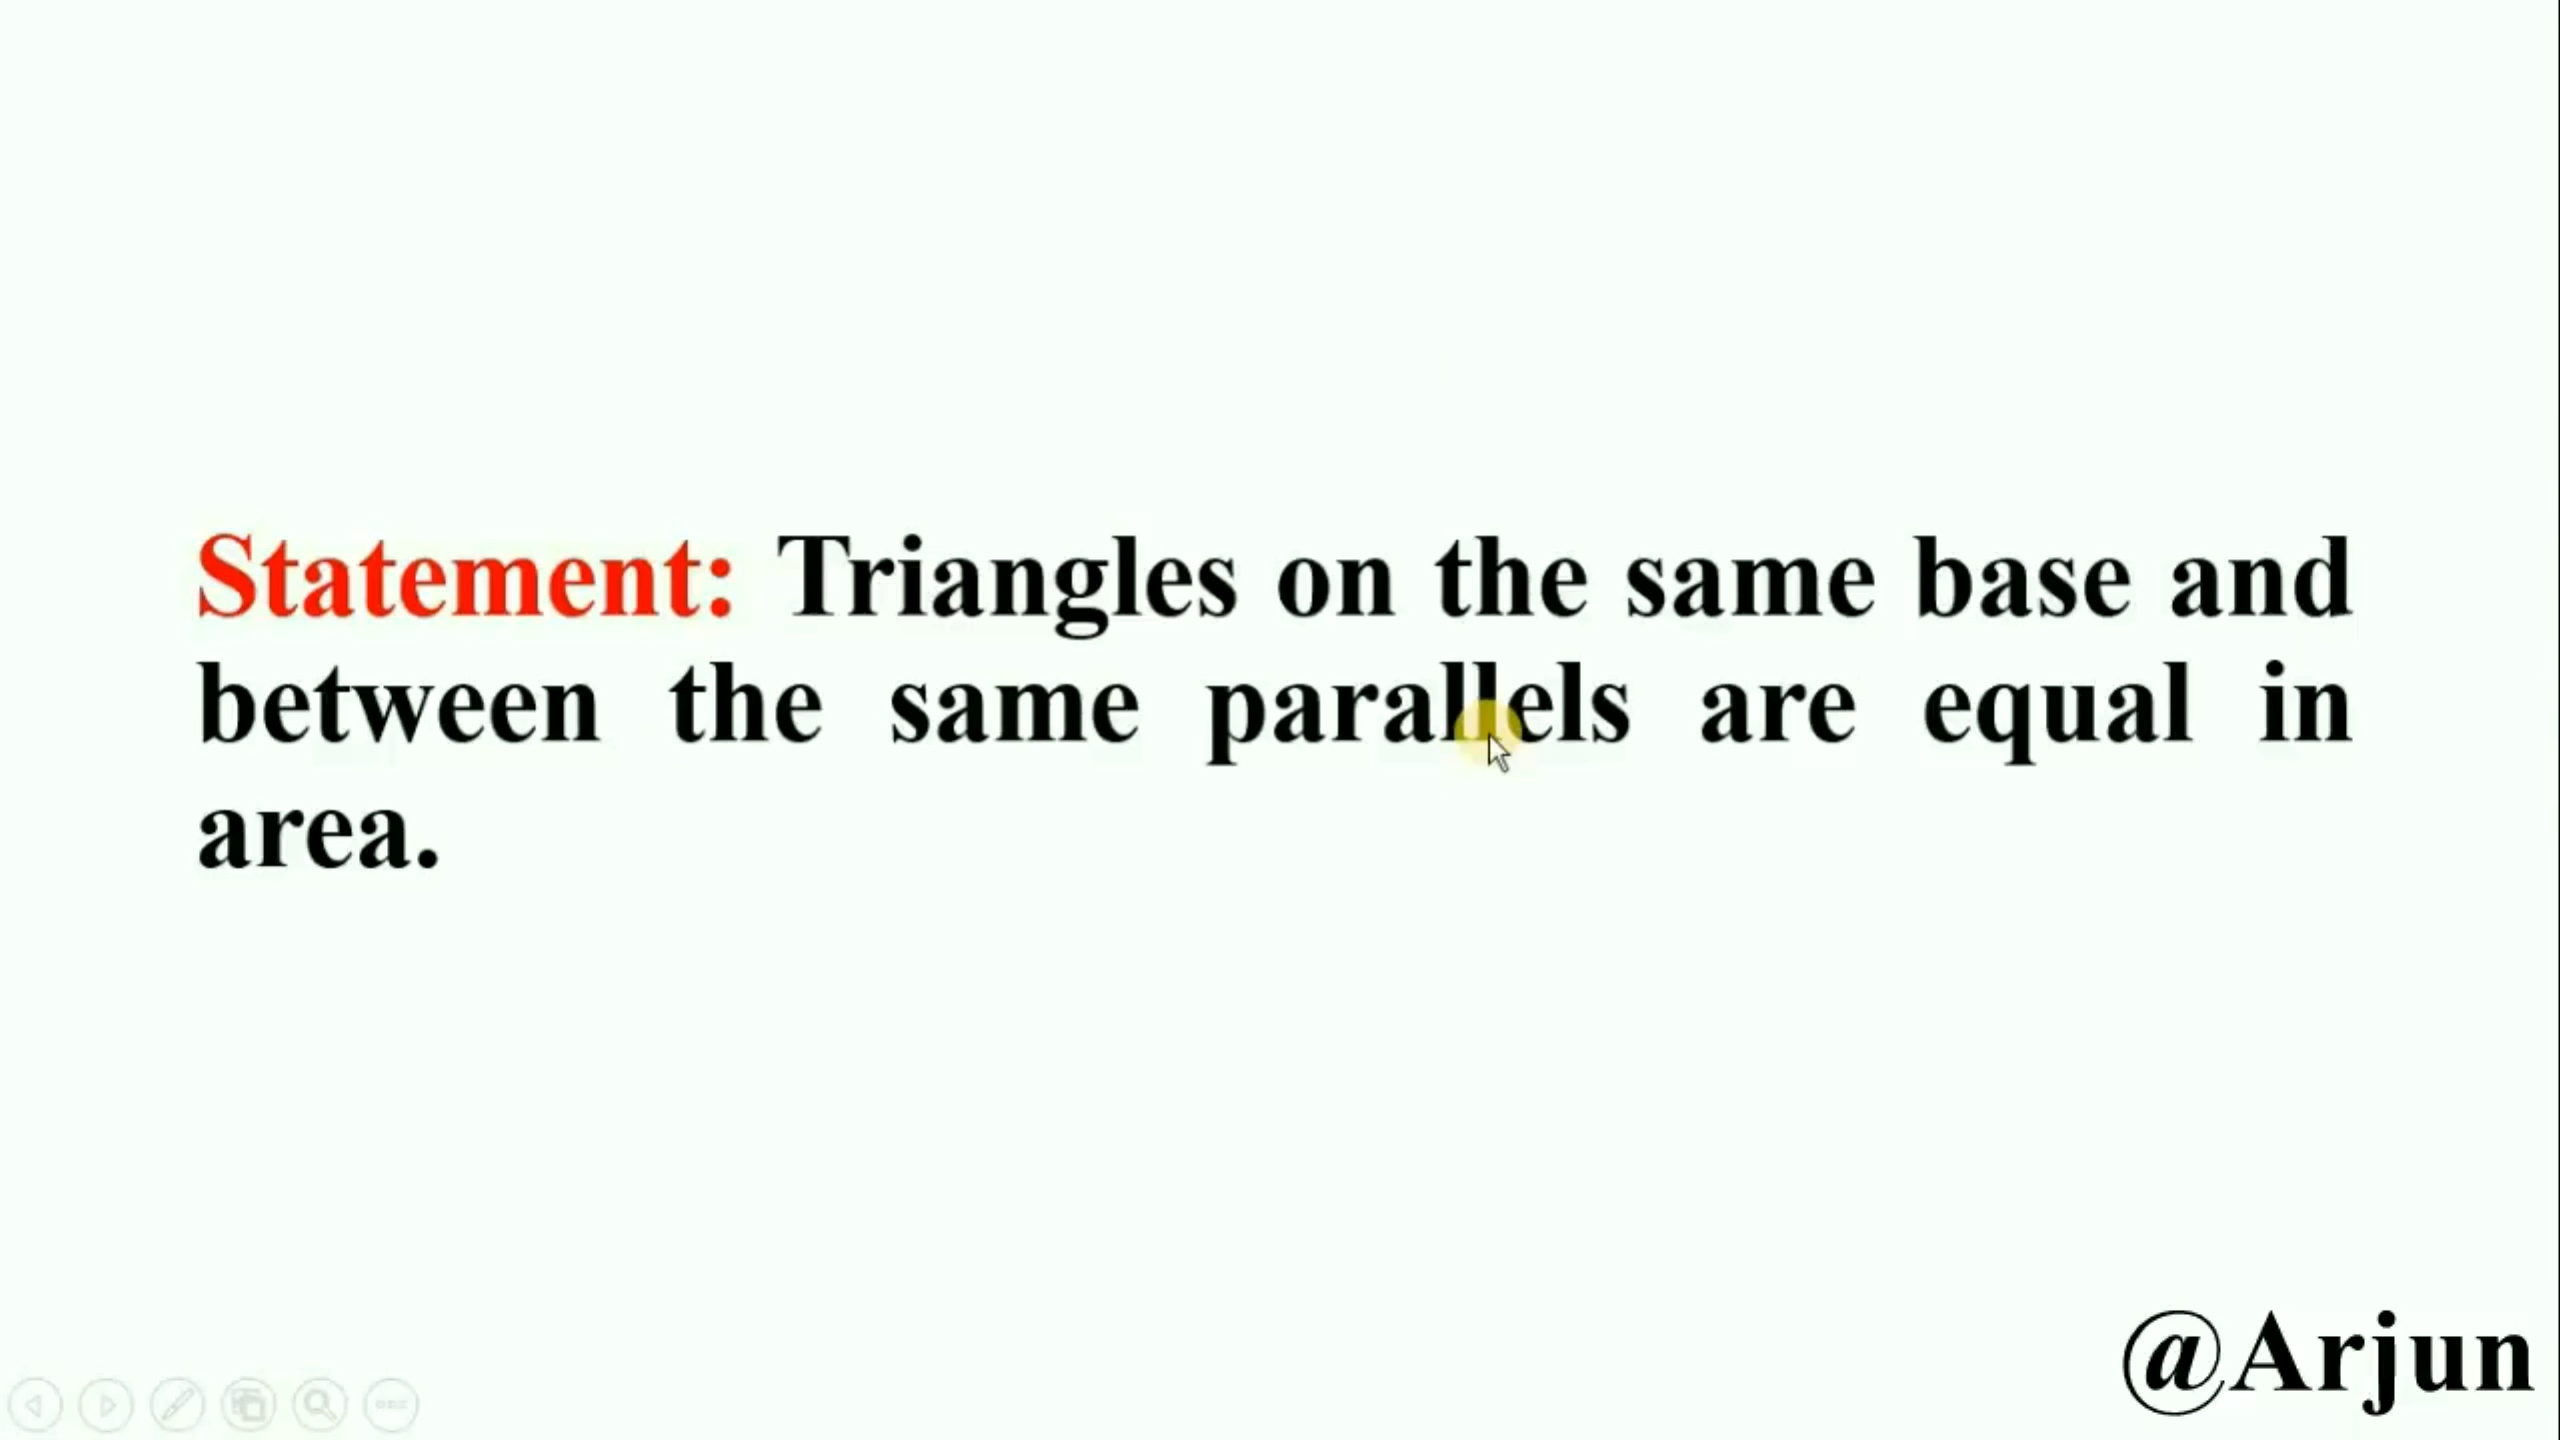 Statement: Triangles on the same base and
between the same parallels are equal in
area.
@Arjun